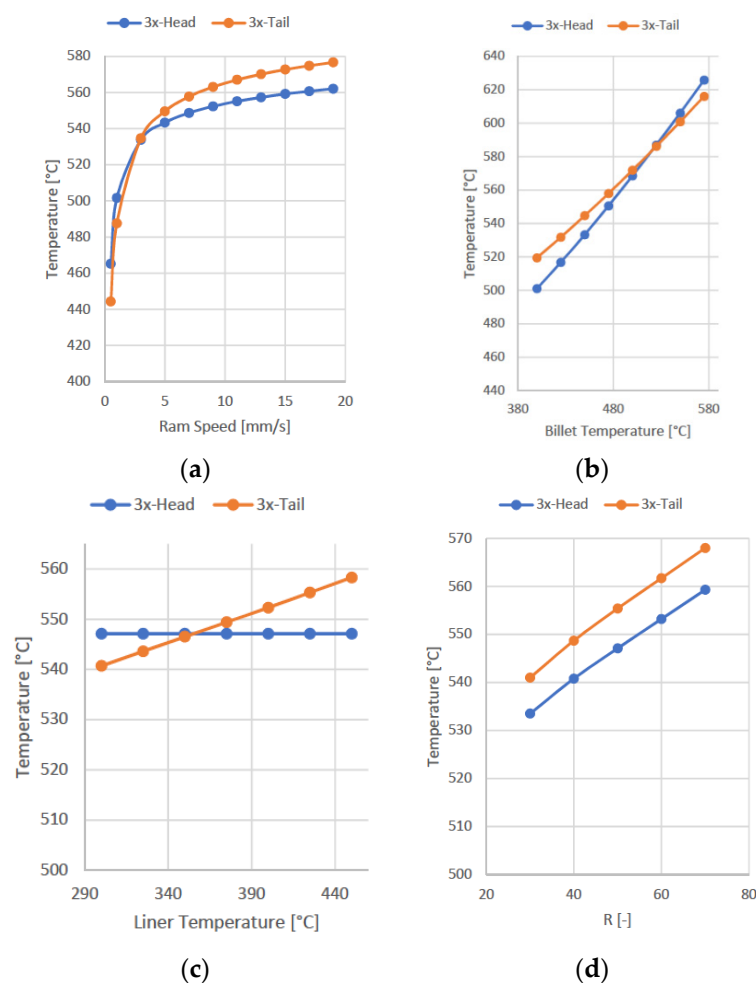 3x-Head 3x-Tail
580
560
540
520
500
480
460
440
420
400
0 5 10 15 20
Temperature [°C]
Ram Speed [mm/s]
(a)
3x-Head 3x-Tail
640
620
600
580
560
540
520
500
480
460
440
380 480 580
Temperature [°C]
Billet Temperature [°C]
(b)
3x-Head 3x-Tail
560
550
540
530
520
510
500
290 340 390 440
Temperature [°C]
Liner Temperature [°C]
(c)
3x-Head 3x-Tail
570
560
550
540
530
520
510
500
20 40 60 80
Temperature [°C]
R [-]
(d)